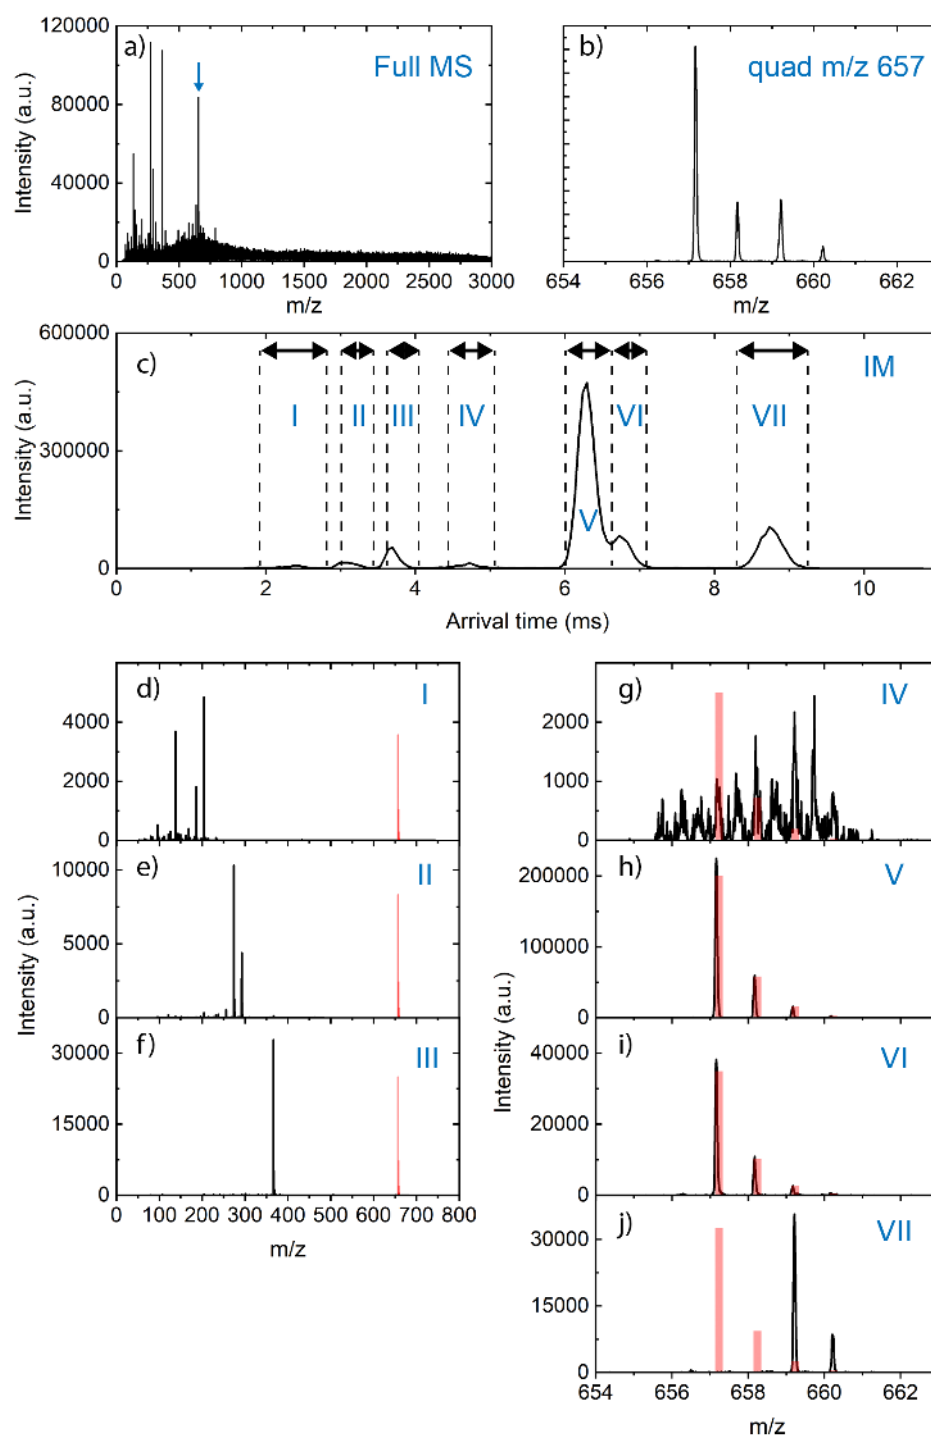 a)
Full MS
Intensity (a.u.)
120000
80000
40000
0
0 500 1000 1500 2000 2500 3000
m/z
b)
quad m/z 657
654 656 658 660 662
m/z
c)
IM
Intensity (a.u.)
600000
300000
0
I II III IV V VI VII
0 2 4 6 8 10
Arrival time (ms)
d)
I
4000
2000
0
e)
II
10000
5000
0
Intensity (a.u.)
f)
III
30000
15000
0
0 100 200 300 400 500 600 700 800
m/z
g)
IV
2000
1000
0
h)
V
200000
100000
0
Intensity (a.u.)
i)
VI
40000
20000
0
j)
VII
30000
15000
0
654 656 658 660 662
m/z